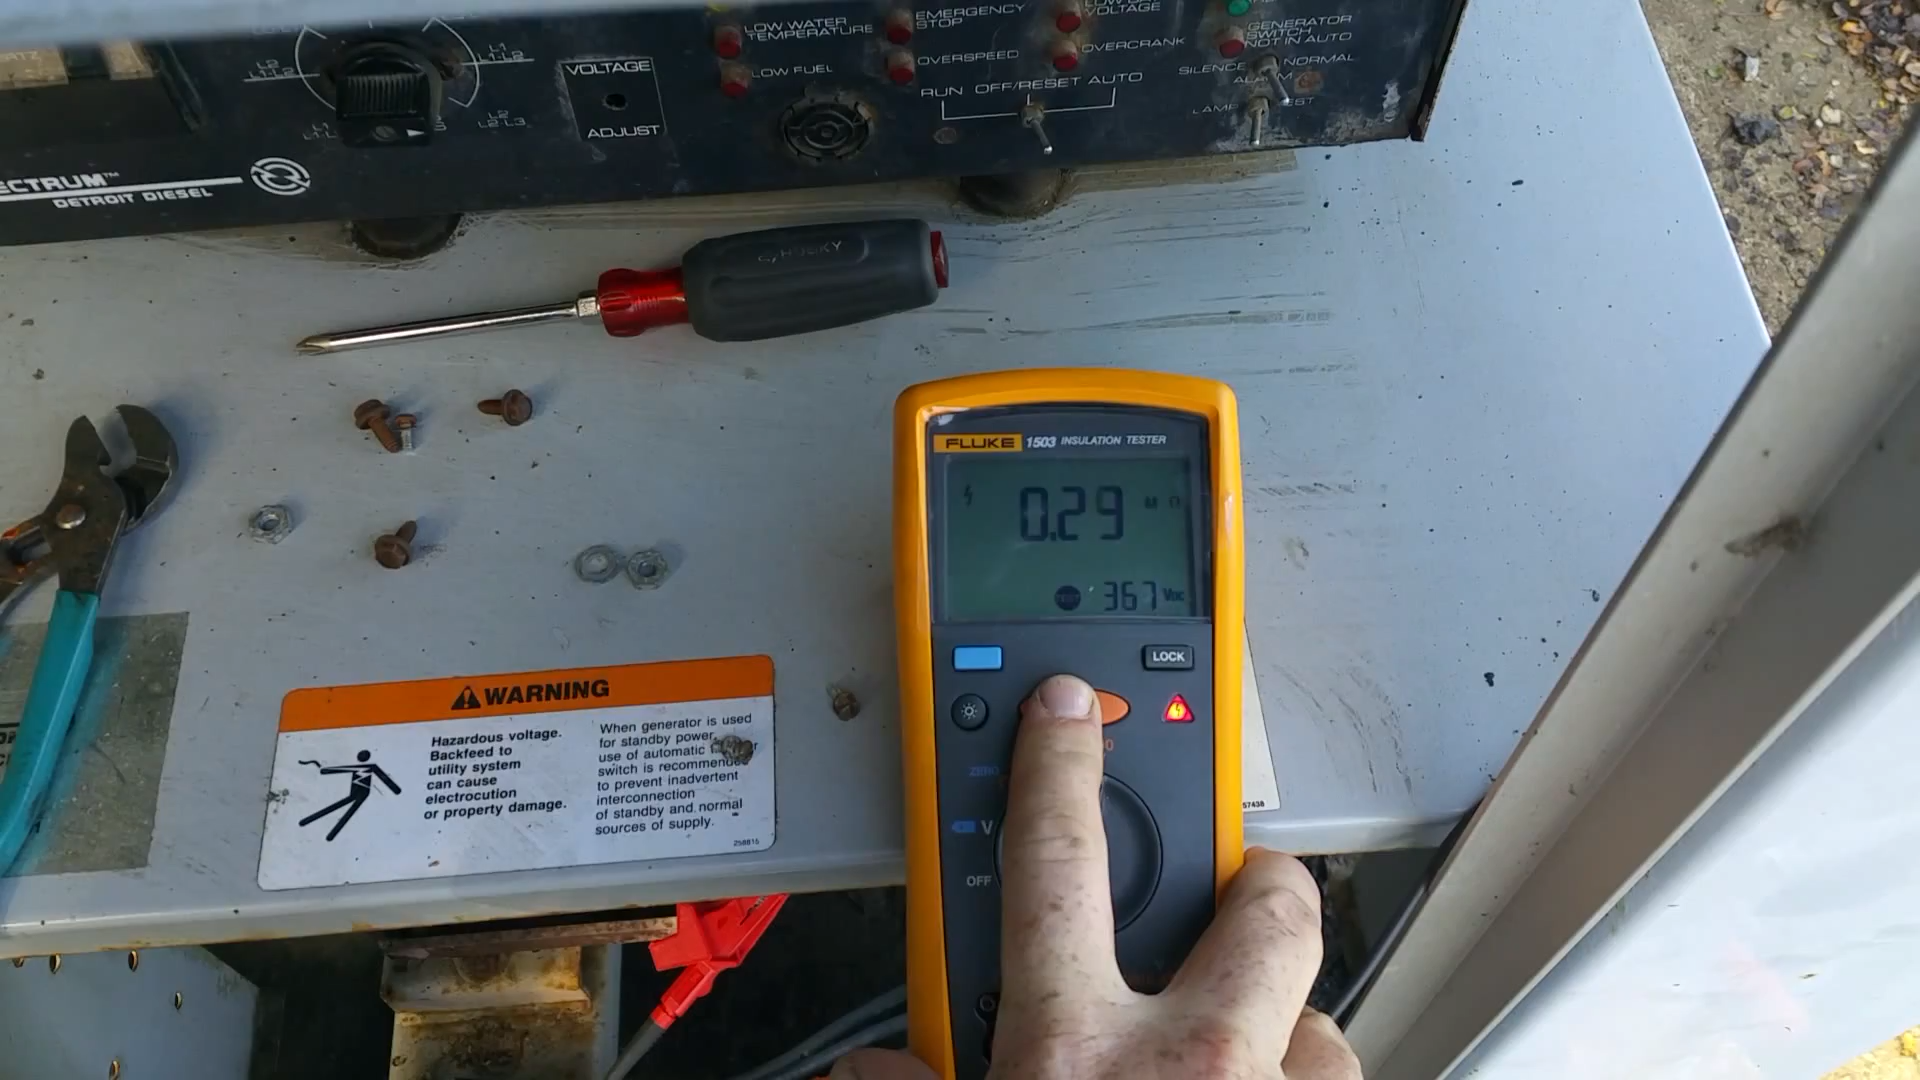 LOW WATER
TEMPERATURE
LOW FUEL
EMERGENCY
STOP
OVERSPEED
VOLTAGE
OVERCRANK
GENERATOR
SWITCH
NOT IN AUTO
SILENCE
NORMAL
ALARM
RUN OFF/RESET AUTO
VOLTAGE
ADJUST
L1
L1-L2
L2
L2-L3
ECTRUM™
DETROIT DIESEL
HUSKY
FLUKE 1503 INSULATION TESTER
0.29 MΩ
TEST 367 VDC
LOCK
ZERO
V
OFF
WARNING
Hazardous voltage.
Backfeed to
utility system
can cause
electrocution
or property damage.
When generator is used
for standby power,
use of automatic
switch is recommended
to prevent inadvertent
interconnection
of standby and normal
sources of supply.
258815
57438